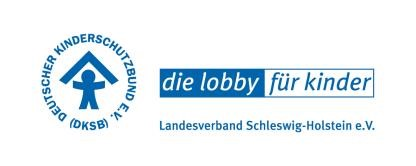 DEUTSCHER KINDERSCHUTZBUND E.V. (DKSB)
die lobby für kinder
Landesverband Schleswig-Holstein e.V.